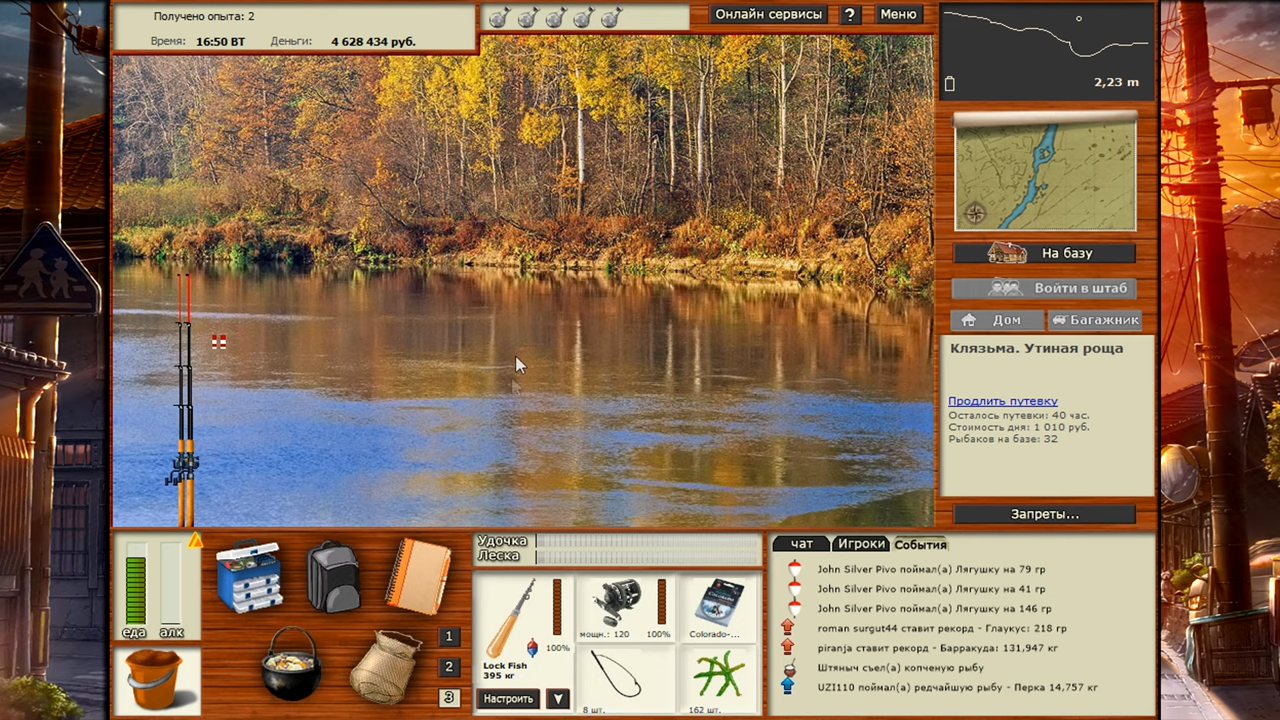 Получено опыта: 2
Время: 16:50 ВТ Деньги: 4 628 434 руб.
Онлайн сервисы ? Меню
2,23 m
На базу
Войти в штаб
Дом Багажник
Клязьма. Утиная роща
Продлить путевку
Осталось путевки: 40 час.
Стоимость дня: 1 010 руб.
Рыбаков на базе: 32
Запреты...
еда алк
1
2
3
Удочка
Леска
100%
Lock Fish
395 кг
Настроить
мощн.: 120 100%
Colorado-...
8 шт.
162 шт.
чат Игроки События
John Silver Pivo поймал(а) Лягушку на 79 гр
John Silver Pivo поймал(а) Лягушку на 41 гр
John Silver Pivo поймал(а) Лягушку на 146 гр
roman surgut44 ставит рекорд - Глаукус: 218 гр
piranja ставит рекорд - Барракуда: 131,947 кг
Штяныч съел(а) копченую рыбу
UZI110 поймал(а) редчайшую рыбу - Перка 14,757 кг